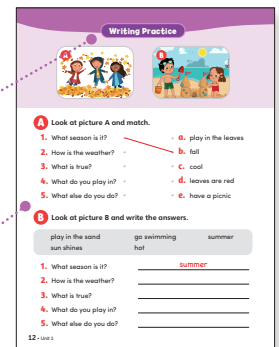 Writing Practice
A
B
A Look at picture A and match.
1. What season is it? a. play in the leaves
2. How is the weather? b. fall
3. What is true? c. cool
4. What do you play in? d. leaves are red
5. What else do you do? e. have a picnic
B Look at picture B and write the answers.
play in the sand go swimming summer
sun shines hot
1. What season is it? summer
2. How is the weather?
3. What is true?
4. What do you play in?
5. What else do you do?
12 • Unit 1